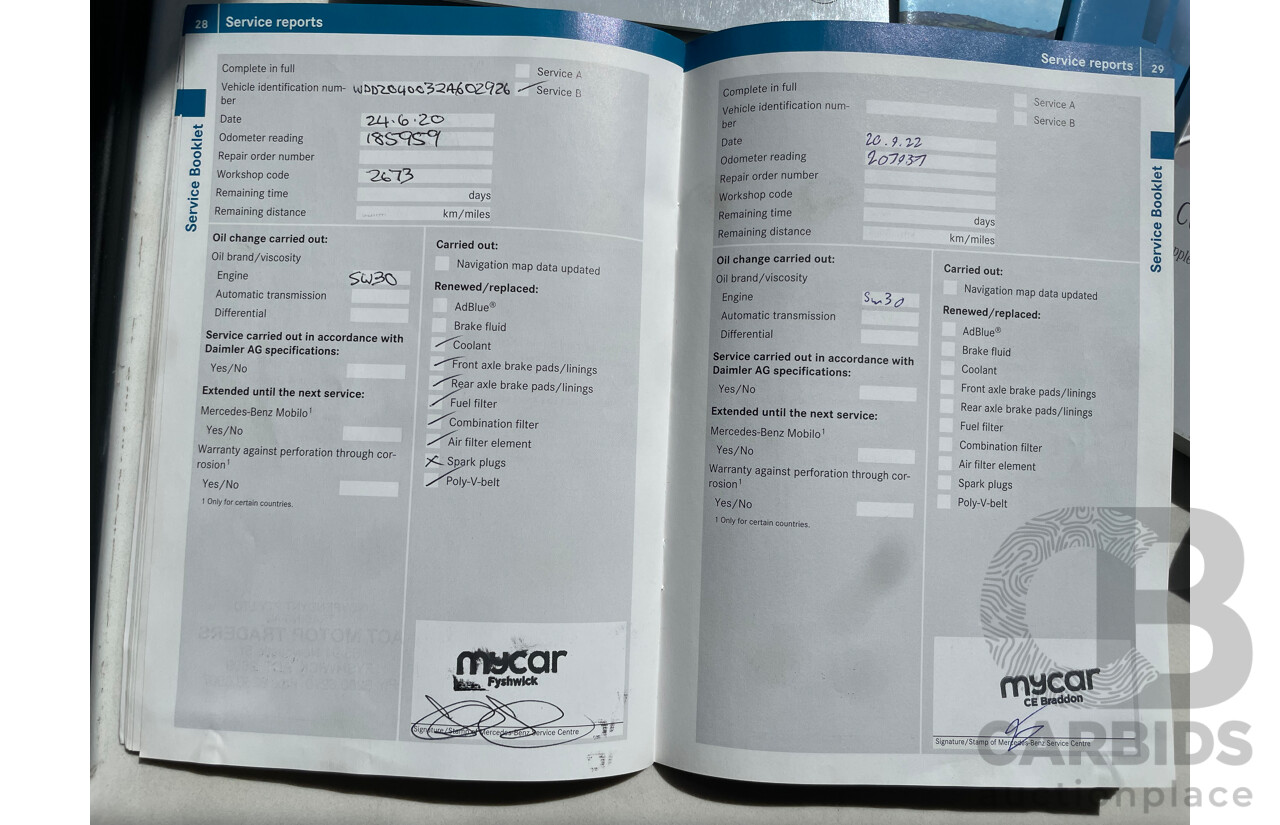 28 Service reports
Service Booklet
Complete in full
Service A
Vehicle identification num-
ber
WDD2040032A602926
Service B
Date 24.6.20
Odometer reading 185959
Repair order number
Workshop code 2673
Remaining time days
Remaining distance km/miles
Oil change carried out:
Oil brand/viscosity
Engine 5W30
Automatic transmission
Differential
Service carried out in accordance with
Daimler AG specifications:
Yes/No
Extended until the next service:
Mercedes-Benz Mobilo¹
Yes/No
Warranty against perforation through cor-
rosion¹
Yes/No
¹ Only for certain countries.
Carried out:
Navigation map data updated
Renewed/replaced:
AdBlue®
Brake fluid
Coolant
Front axle brake pads/linings
Rear axle brake pads/linings
Fuel filter
Combination filter
Air filter element
Spark plugs
Poly-V-belt
ACT MOTOR TRADERS
mycar
Fyshwick
Signature/Stamp of Mercedes-Benz Service Centre
Service reports 29
Service Booklet
Complete in full
Service A
Vehicle identification num-
ber
Service B
Date 20.9.22
Odometer reading 207937
Repair order number
Workshop code
Remaining time days
Remaining distance km/miles
Oil change carried out:
Oil brand/viscosity
Engine 5w30
Automatic transmission
Differential
Service carried out in accordance with
Daimler AG specifications:
Yes/No
Extended until the next service:
Mercedes-Benz Mobilo¹
Yes/No
Warranty against perforation through cor-
rosion¹
Yes/No
¹ Only for certain countries.
Carried out:
Navigation map data updated
Renewed/replaced:
AdBlue®
Brake fluid
Coolant
Front axle brake pads/linings
Rear axle brake pads/linings
Fuel filter
Combination filter
Air filter element
Spark plugs
Poly-V-belt
mycar
CE Braddon
Signature/Stamp of Mercedes-Benz Service Centre
CB
CARBIDS
auctionplace